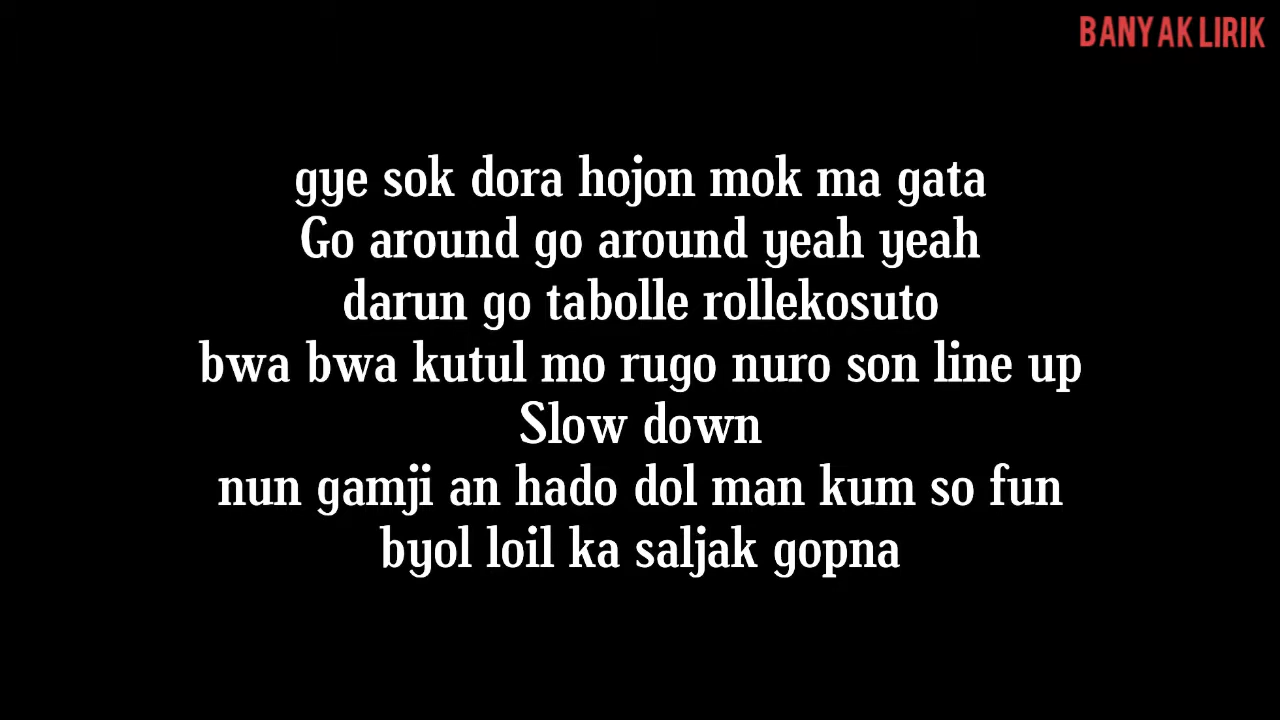 BANYAK LIRIK
gye sok dora hojon mok ma gata
Go around go around yeah yeah
darun go tabolle rollekosuto
bwa bwa kutul mo rugo nuro son line up
Slow down
nun gamji an hado dol man kum so fun
byol loil ka saljak gopna